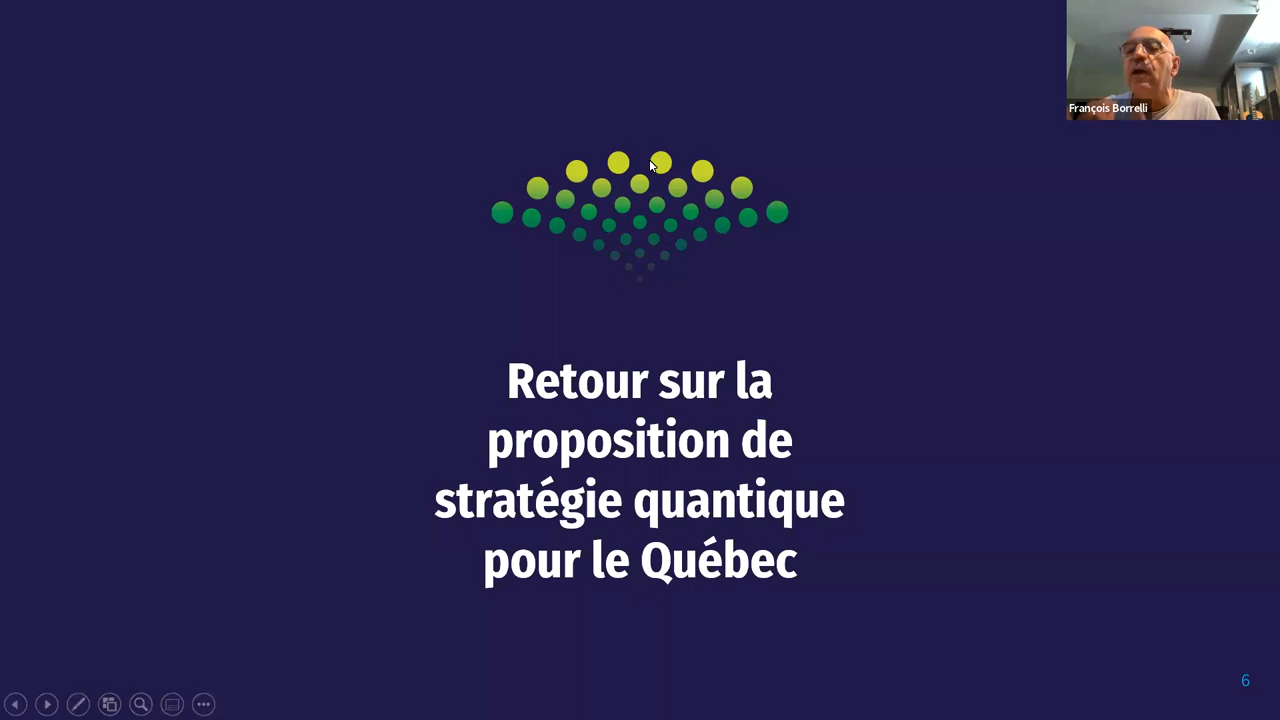 François Borrelli
Retour sur la
proposition de
stratégie quantique
pour le Québec
6